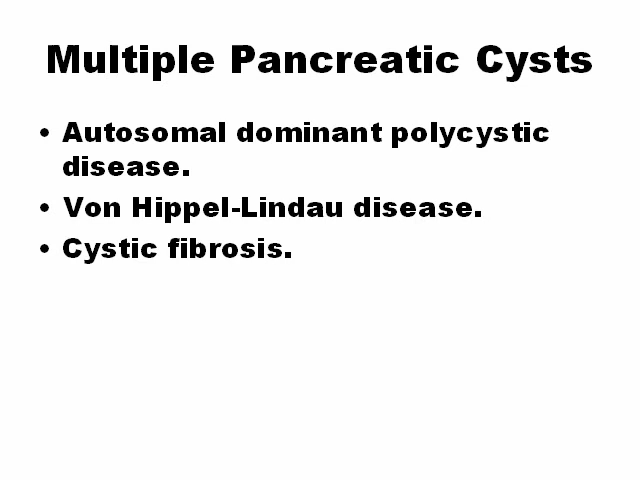 Multiple Pancreatic Cysts
• Autosomal dominant polycystic
disease.
• Von Hippel-Lindau disease.
• Cystic fibrosis.